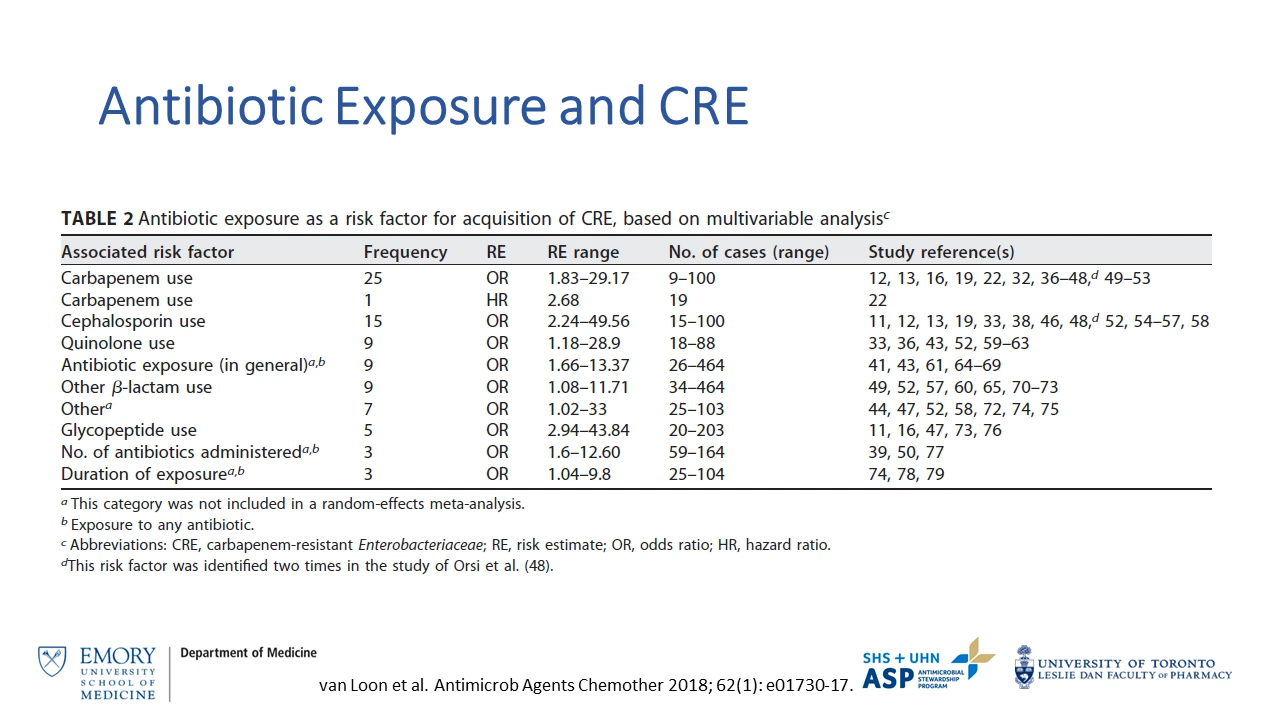 Antibiotic Exposure and CRE
TABLE 2 Antibiotic exposure as a risk factor for acquisition of CRE, based on multivariable analysisc
Associated risk factor Frequency RE RE range No. of cases (range) Study reference(s)
Carbapenem use 25 OR 1.83–29.17 9–100 12, 13, 16, 19, 22, 32, 36–48,d 49–53
Carbapenem use 1 HR 2.68 19 22
Cephalosporin use 15 OR 2.24–49.56 15–100 11, 12, 13, 19, 33, 38, 46, 48,d 52, 54–57, 58
Quinolone use 9 OR 1.18–28.9 18–88 33, 36, 43, 52, 59–63
Antibiotic exposure (in general)a,b 9 OR 1.66–13.37 26–464 41, 43, 61, 64–69
Other β-lactam use 9 OR 1.08–11.71 34–464 49, 52, 57, 60, 65, 70–73
Othera 7 OR 1.02–33 25–103 44, 47, 52, 58, 72, 74, 75
Glycopeptide use 5 OR 2.94–43.84 20–203 11, 16, 47, 73, 76
No. of antibiotics administereda,b 3 OR 1.6–12.60 59–164 39, 50, 77
Duration of exposurea,b 3 OR 1.04–9.8 25–104 74, 78, 79
a This category was not included in a random-effects meta-analysis.
b Exposure to any antibiotic.
c Abbreviations: CRE, carbapenem-resistant Enterobacteriaceae; RE, risk estimate; OR, odds ratio; HR, hazard ratio.
dThis risk factor was identified two times in the study of Orsi et al. (48).
EMORY
UNIVERSITY
SCHOOL OF
MEDICINE
Department of Medicine
van Loon et al. Antimicrob Agents Chemother 2018; 62(1): e01730-17.
SHS + UHN
ASP
ANTIMICROBIAL
STEWARDSHIP
PROGRAM
UNIVERSITY OF TORONTO
LESLIE DAN FACULTY OF PHARMACY